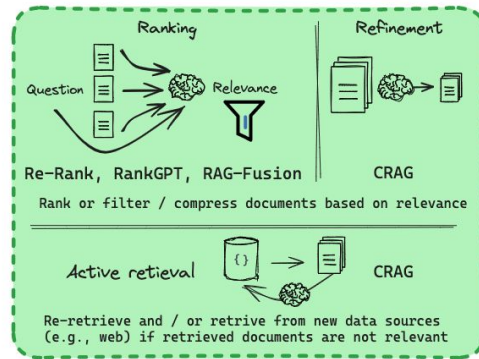 Ranking
Refinement
Question
Relevance
Re-Rank, RankGPT, RAG-Fusion
CRAG
Rank or filter / compress documents based on relevance
{}
Active retieval
CRAG
Re-retrieve and / or retrive from new data sources
(e.g., web) if retrieved documents are not relevant